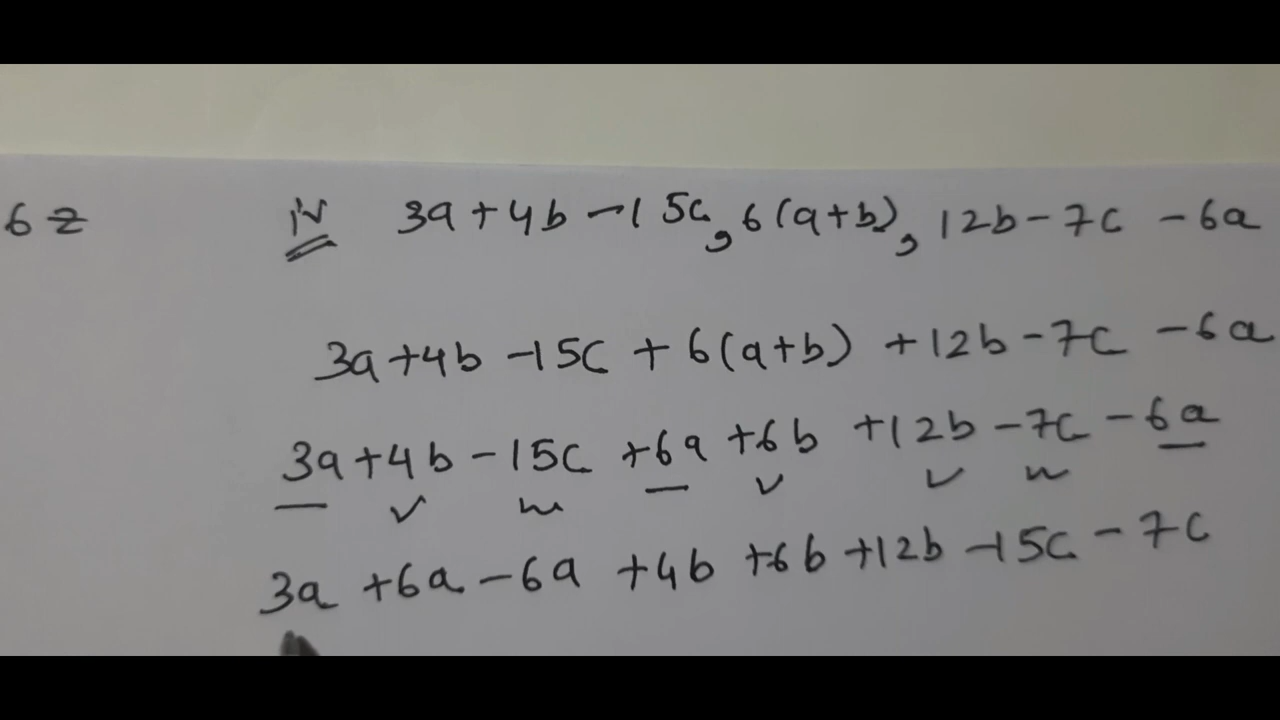 6z
iv 3a+4b-15c, 6(a+b), 12b-7c-6a
3a+4b-15c+6(a+b)+12b-7c-6a
3a+4b-15c+6a+6b+12b-7c-6a
3a+6a-6a+4b+6b+12b-15c-7c